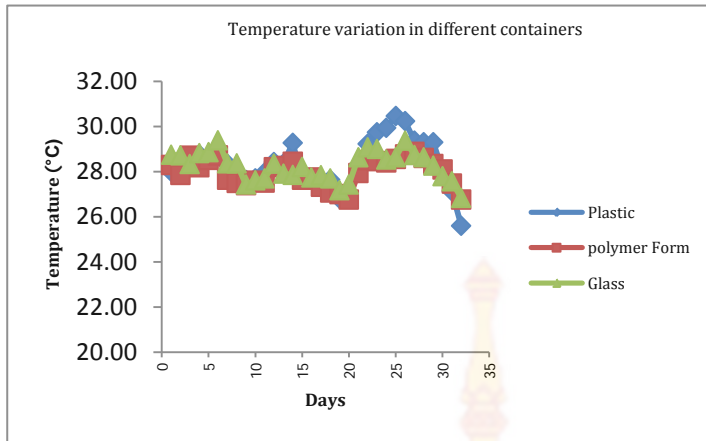 Temperature variation in different containers
Temperature (°C)
32.00
30.00
28.00
26.00
24.00
22.00
20.00
0
5
10
15
20
25
30
35
Days
Plastic
polymer Form
Glass